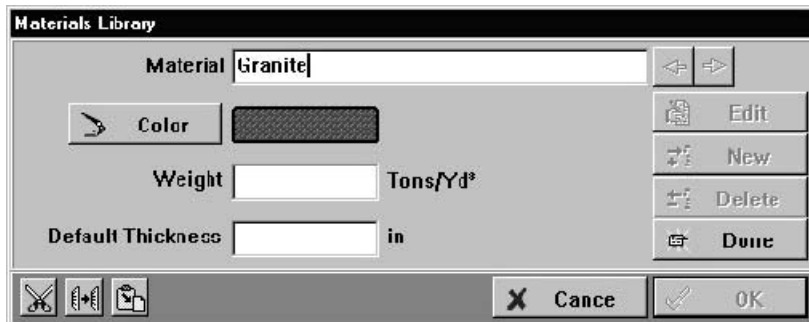 Materials Library
Material Granite
Color
Edit
New
Weight Tons/Yd³
Delete
Default Thickness in
Done
Cance
OK